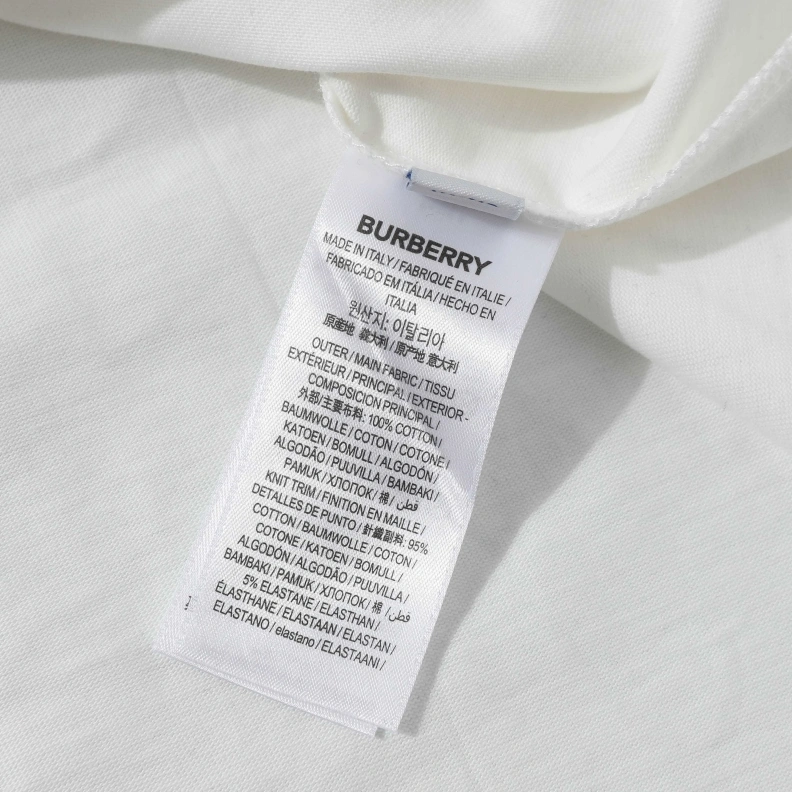 BURBERRY
MADE IN ITALY / FABRIQUÉ EN ITALIE /
FABRICADO EM ITÁLIA / HECHO EN
ITALIA
원산지: 이탈리아
原産地 義大利 / 原产地 意大利
OUTER / MAIN FABRIC / TISSU
EXTÉRIEUR / PRINCIPAL / EXTERIOR -
COMPOSICION PRINCIPAL /
外部/主要布料: 100% COTTON /
BAUMWOLLE / COTON / COTONE /
KATOEN / BOMULL / ALGODÓN /
ALGODÃO / PUUVILLA / BAMBAKI /
PAMUK / ХЛОПОК / 棉 / قطن
KNIT TRIM / FINITION EN MAILLE /
DETALLES DE PUNTO / 針織副料: 95%
COTTON / BAUMWOLLE / COTON /
COTONE / KATOEN / BOMULL /
ALGODÓN / ALGODÃO / PUUVILLA /
BAMBAKI / PAMUK / ХЛОПОК / 棉 / قطن
5% ELASTANE / ELASTHAN /
ÉLASTHANE / ELASTAAN / ELASTAN /
ELASTANO / elastano / ELASTAANI /